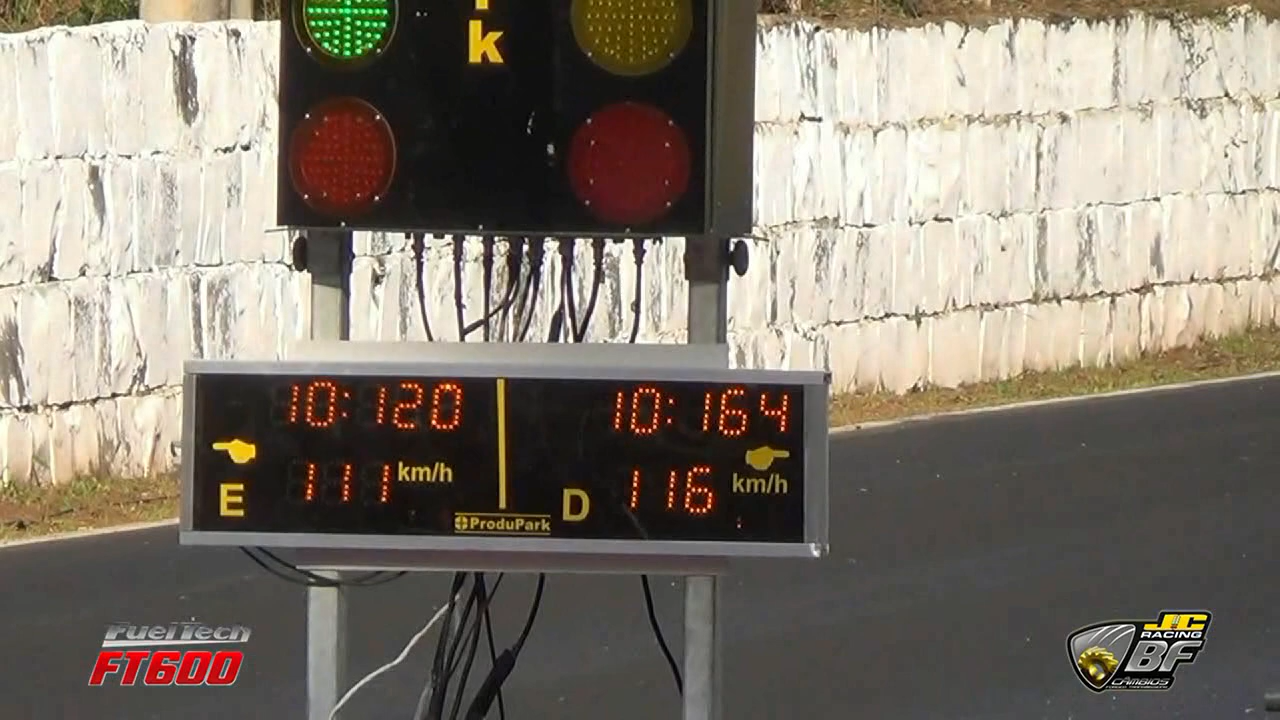 k
10:120
10:164
111 km/h
116 km/h
E
D
ProduPark
FuelTech
FT600
JC
RACING
BF
CÂMBIOS